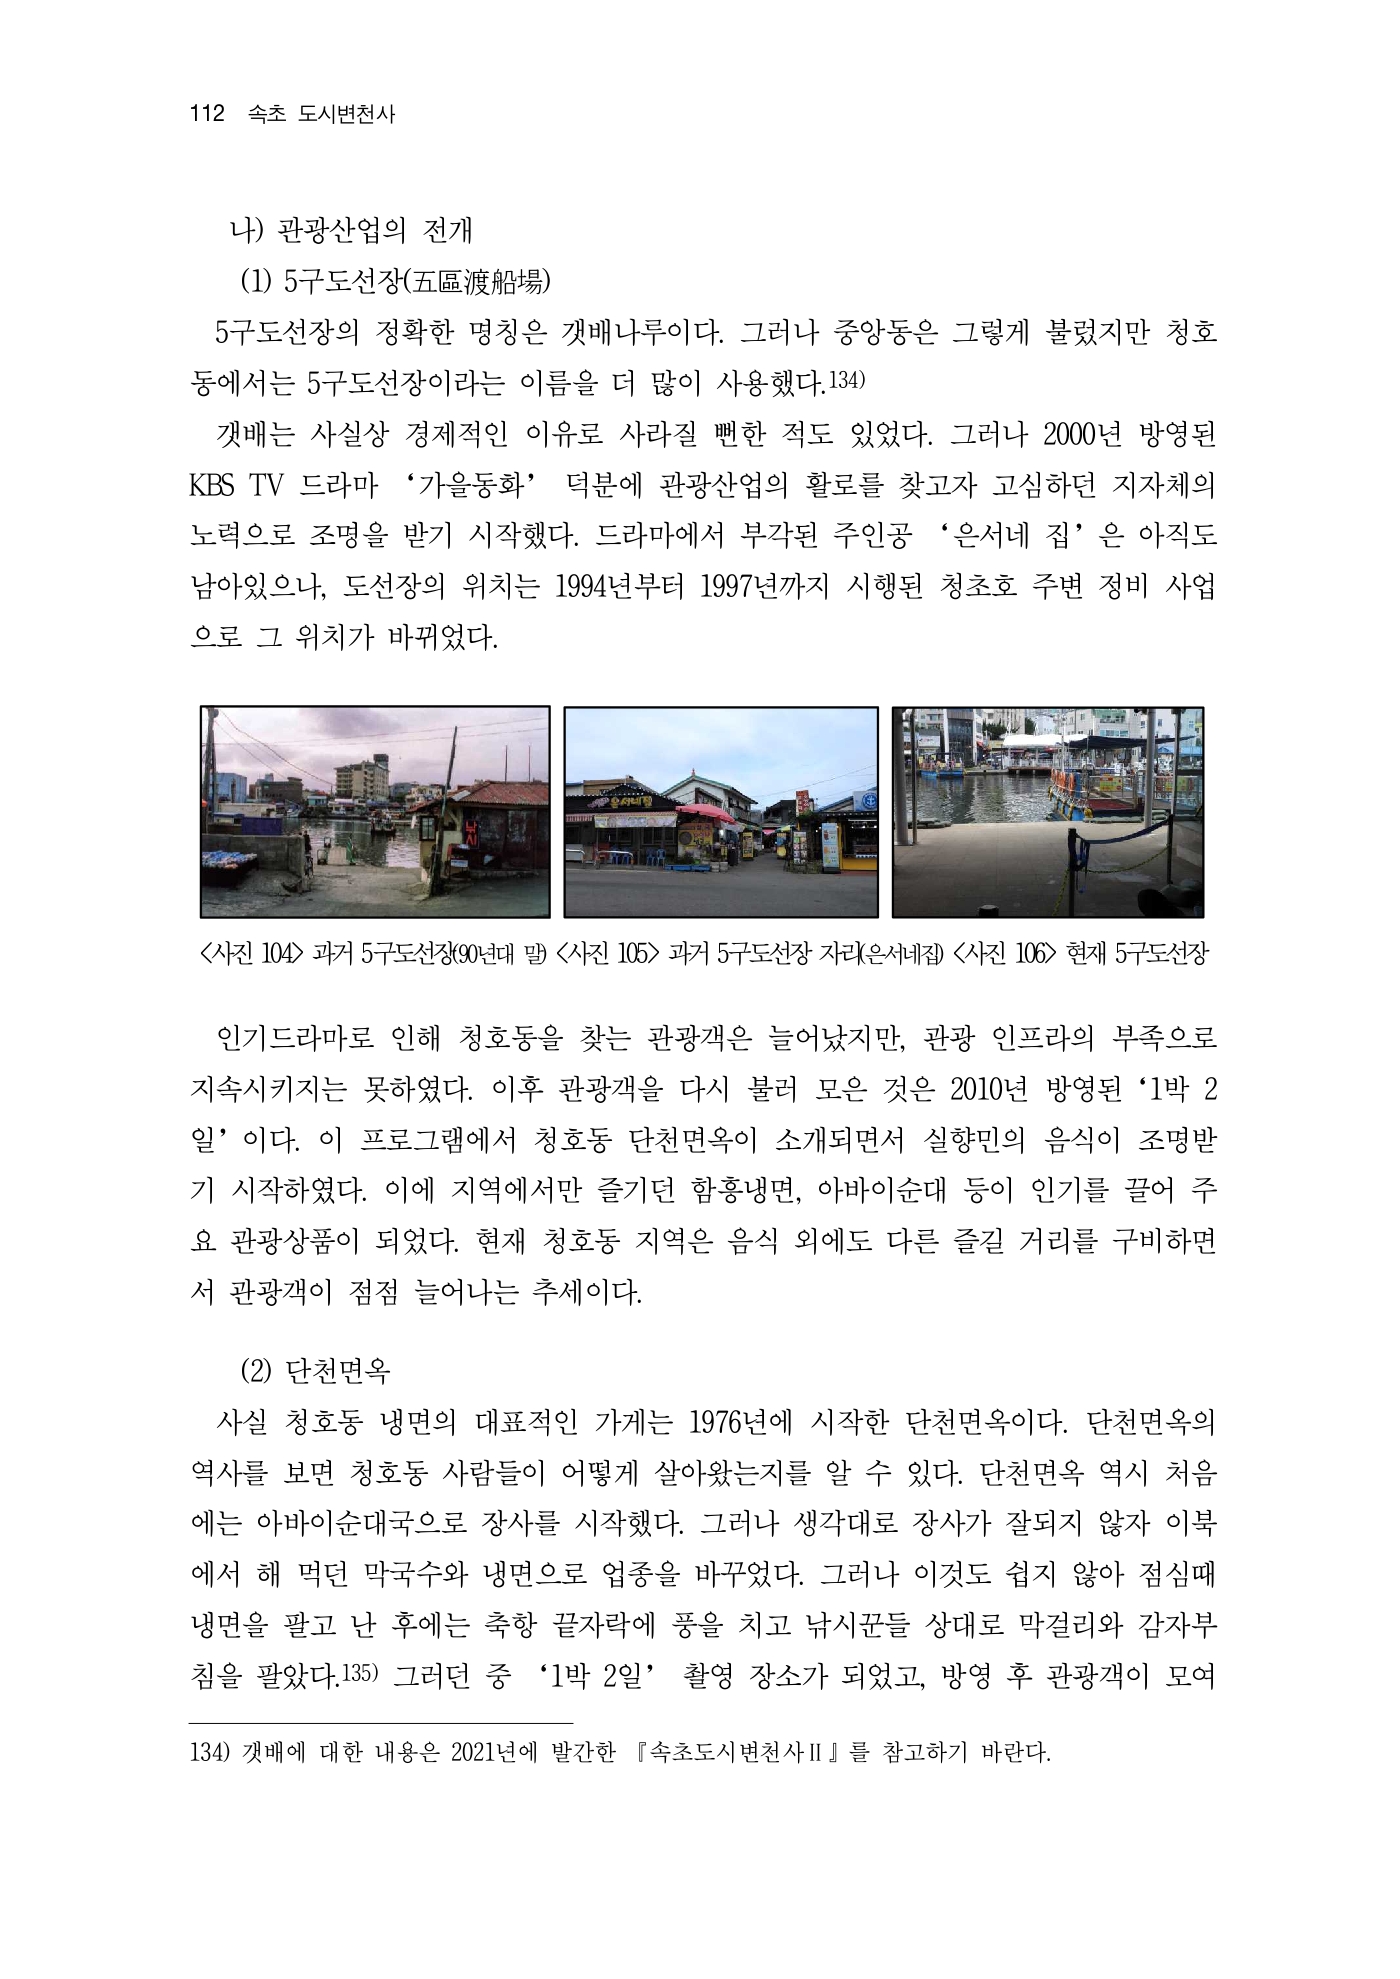 112 속초 도시변천사
나) 관광산업의 전개
(1) 5구도선장(五區渡船場)
5구도선장의 정확한 명칭은 갯배나루이다. 그러나 중앙동은 그렇게 불렀지만 청호
동에서는 5구도선장이라는 이름을 더 많이 사용했다.134)
갯배는 사실상 경제적인 이유로 사라질 뻔한 적도 있었다. 그러나 2000년 방영된
KBS TV 드라마 ‘가을동화’ 덕분에 관광산업의 활로를 찾고자 고심하던 지자체의
노력으로 조명을 받기 시작했다. 드라마에서 부각된 주인공 ‘은서네 집’은 아직도
남아있으나, 도선장의 위치는 1994년부터 1997년까지 시행된 청초호 주변 정비 사업
으로 그 위치가 바뀌었다.
낚시
은서네집
<사진 104> 과거 5구도선장(90년대 말) <사진 105> 과거 5구도선장 자리(은서네집) <사진 106> 현재 5구도선장
인기드라마로 인해 청호동을 찾는 관광객은 늘어났지만, 관광 인프라의 부족으로
지속시키지는 못하였다. 이후 관광객을 다시 불러 모은 것은 2010년 방영된 ‘1박 2
일’이다. 이 프로그램에서 청호동 단천면옥이 소개되면서 실향민의 음식이 조명받
기 시작하였다. 이에 지역에서만 즐기던 함흥냉면, 아바이순대 등이 인기를 끌어 주
요 관광상품이 되었다. 현재 청호동 지역은 음식 외에도 다른 즐길 거리를 구비하면
서 관광객이 점점 늘어나는 추세이다.
(2) 단천면옥
사실 청호동 냉면의 대표적인 가게는 1976년에 시작한 단천면옥이다. 단천면옥의
역사를 보면 청호동 사람들이 어떻게 살아왔는지를 알 수 있다. 단천면옥 역시 처음
에는 아바이순대국으로 장사를 시작했다. 그러나 생각대로 장사가 잘되지 않자 이북
에서 해 먹던 막국수와 냉면으로 업종을 바꾸었다. 그러나 이것도 쉽지 않아 점심때
냉면을 팔고 난 후에는 축항 끝자락에 풍을 치고 낚시꾼들 상대로 막걸리와 감자부
침을 팔았다.135) 그러던 중 ‘1박 2일’ 촬영 장소가 되었고, 방영 후 관광객이 모여
134) 갯배에 대한 내용은 2021년에 발간한 『속초도시변천사Ⅱ』를 참고하기 바란다.